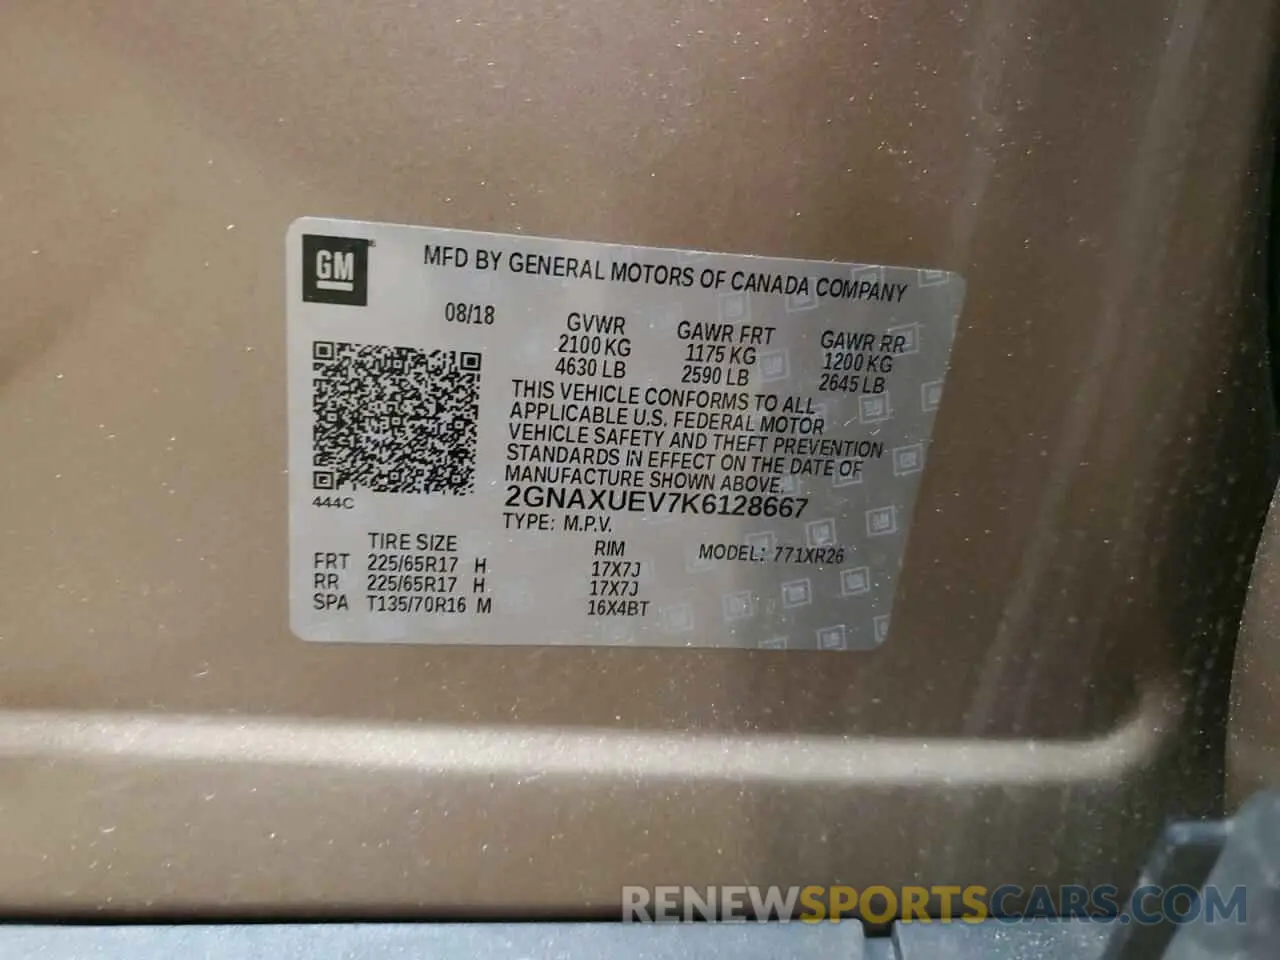 GM
MFD BY GENERAL MOTORS OF CANADA COMPANY
08/18
GVWR
2100 KG
4630 LB
GAWR FRT
1175 KG
2590 LB
GAWR RR
1200 KG
2645 LB
THIS VEHICLE CONFORMS TO ALL
APPLICABLE U.S. FEDERAL MOTOR
VEHICLE SAFETY AND THEFT PREVENTION
STANDARDS IN EFFECT ON THE DATE OF
MANUFACTURE SHOWN ABOVE.
444C
2GNAXUEV7K6128667
TYPE: M.P.V.
MODEL: 771XR26
TIRE SIZE RIM
FRT 225/65R17 H 17X7J
RR 225/65R17 H 17X7J
SPA T135/70R16 M 16X4BT
RENEWSPORTSCARS.COM